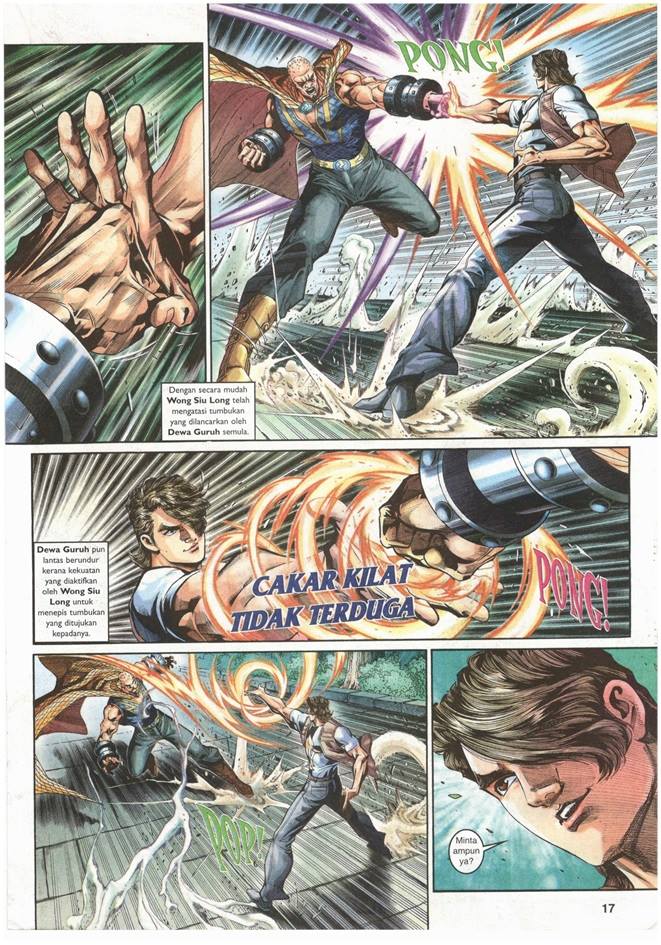 PONG!
Dengan secara mudah
Wong Siu Long telah
mengatasi tumbukan
yang dilancarkan oleh
Dewa Guruh semula.
Dewa Guruh pun
lantas berundur
kerana kekuatan
yang diaktifkan
oleh Wong Siu
Long untuk
menepis tumbukan
yang ditujukan
kepadanya.
CAKAR KILAT
TIDAK TERDUGA
PONG!
POP!
Minta
ampun
ya?
17